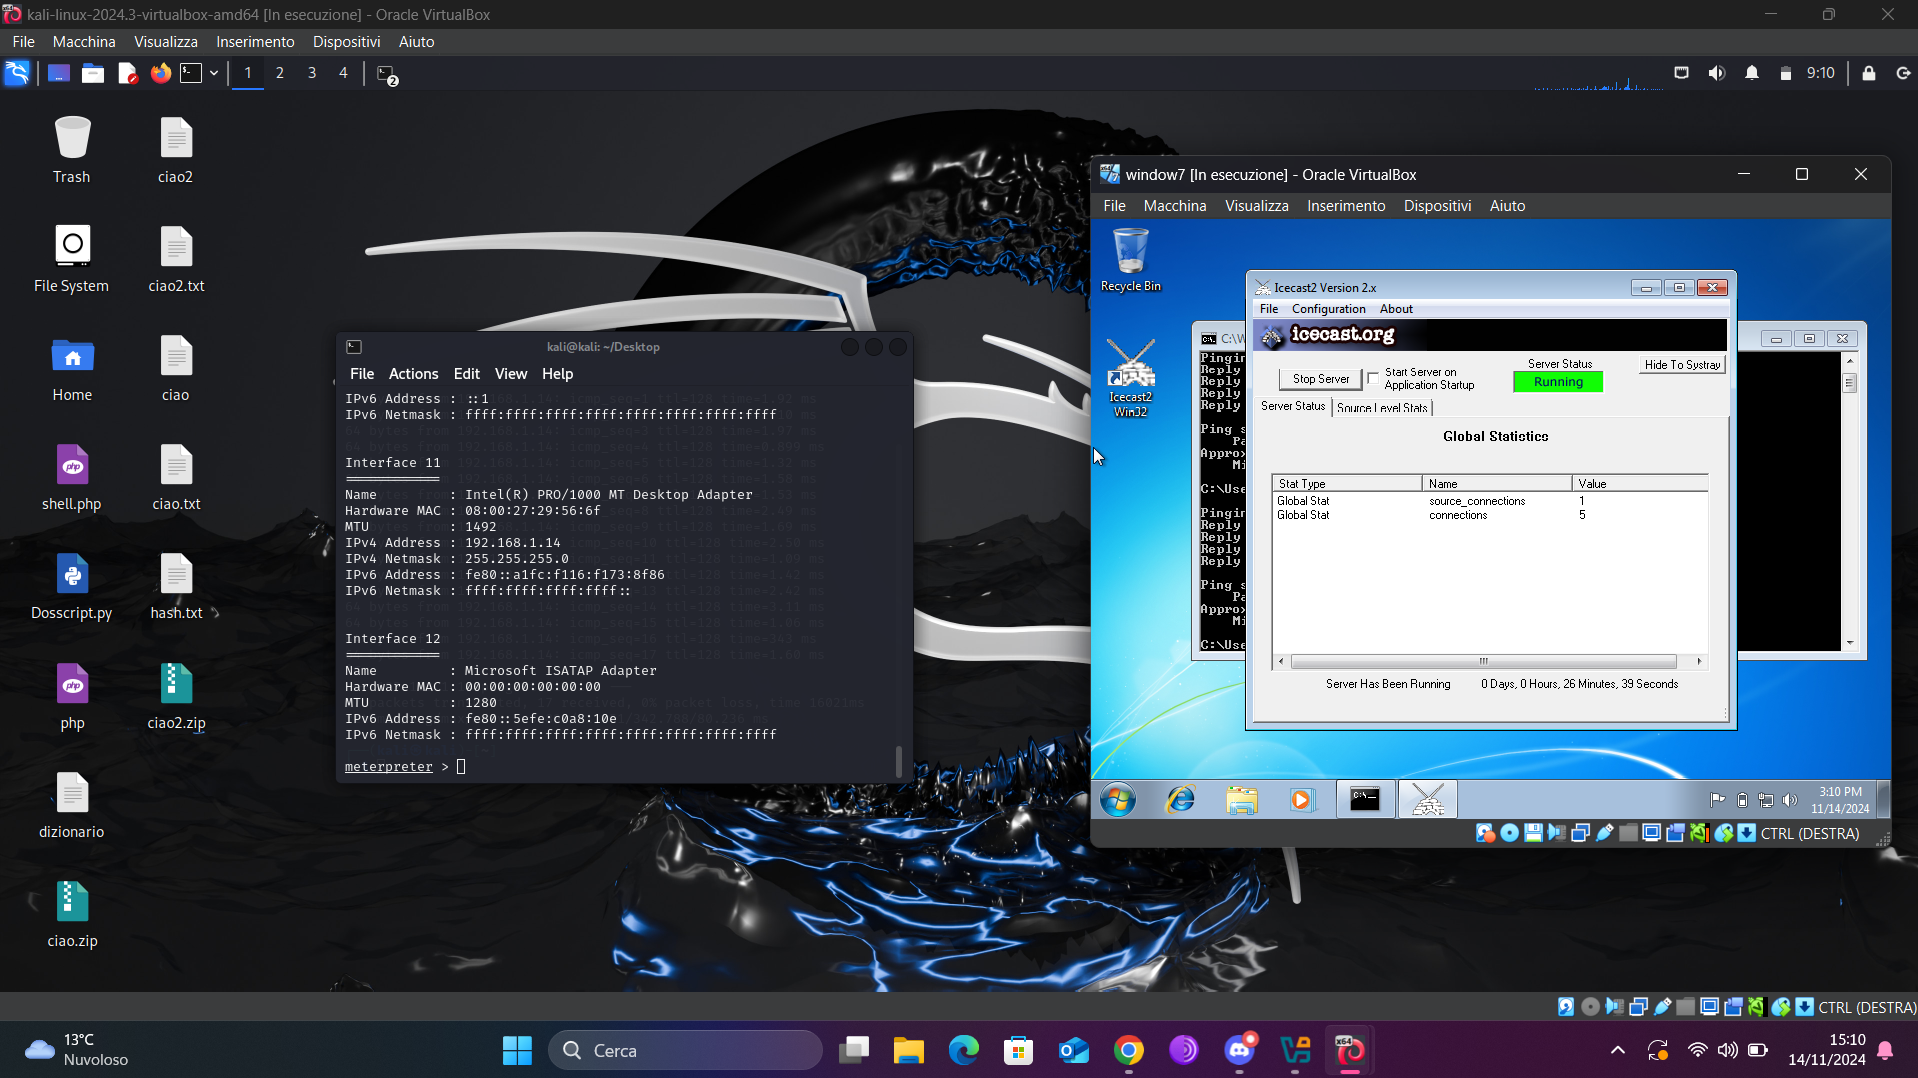 kali-linux-2024.3-virtualbox-amd64 [In esecuzione] - Oracle VirtualBox
File Macchina Visualizza Inserimento Dispositivi Aiuto
1 2 3 4 2
9:10
Trash
ciao2
File System
ciao2.txt
Home
ciao
shell.php
ciao.txt
Dosscript.py
hash.txt
php
ciao2.zip
dizionario
ciao.zip
kali@kali: ~/Desktop
File Actions Edit View Help
IPv6 Address : ::1
IPv6 Netmask : ffff:ffff:ffff:ffff:ffff:ffff:ffff:ffff
Interface 11
============
Name : Intel(R) PRO/1000 MT Desktop Adapter
Hardware MAC : 08:00:27:29:56:6f
MTU : 1492
IPv4 Address : 192.168.1.14
IPv4 Netmask : 255.255.255.0
IPv6 Address : fe80::a1fc:f116:f173:8f86
IPv6 Netmask : ffff:ffff:ffff:ffff::
Interface 12
============
Name : Microsoft ISATAP Adapter
Hardware MAC : 00:00:00:00:00:00
MTU : 1280
IPv6 Address : fe80::5efe:c0a8:10e
IPv6 Netmask : ffff:ffff:ffff:ffff:ffff:ffff:ffff:ffff
meterpreter >
window7 [In esecuzione] - Oracle VirtualBox
File Macchina Visualizza Inserimento Dispositivi Aiuto
Recycle Bin
Icecast2 Win32
C:\W
Pingin
Reply
Reply
Reply
Reply
Ping s
Pa
Approx
Mi
C:\Use
Pingin
Reply
Reply
Reply
Reply
Ping s
Pa
Approx
Mi
C:\Use
Icecast2 Version 2.x
File Configuration About
icecast.org
Stop Server
Start Server on Application Startup
Server Status
Running
Hide To Systray
Server Status Source Level Stats
Global Statistics
Stat Type Name Value
Global Stat source_connections 1
Global Stat connections 5
Server Has Been Running 0 Days, 0 Hours, 26 Minutes, 39 Seconds
3:10 PM
11/14/2024
CTRL (DESTRA)
CTRL (DESTRA)
13°C
Nuvoloso
Cerca
15:10
14/11/2024